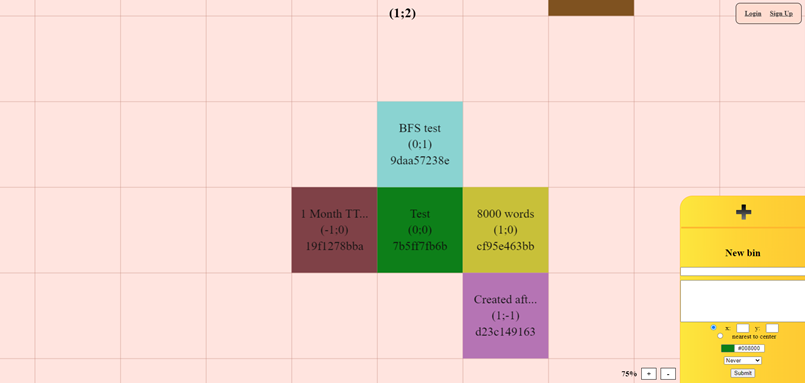 (1;2)
Login Sign Up
BFS test
(0;1)
9daa57238e
1 Month TT...
(-1;0)
19f1278bba
Test
(0;0)
7b5ff7fb6b
8000 words
(1;0)
cf95e463bb
Created aft...
(1;-1)
d23c149163
New bin
x: y:
nearest to center
#008000
Never
Submit
75% + -